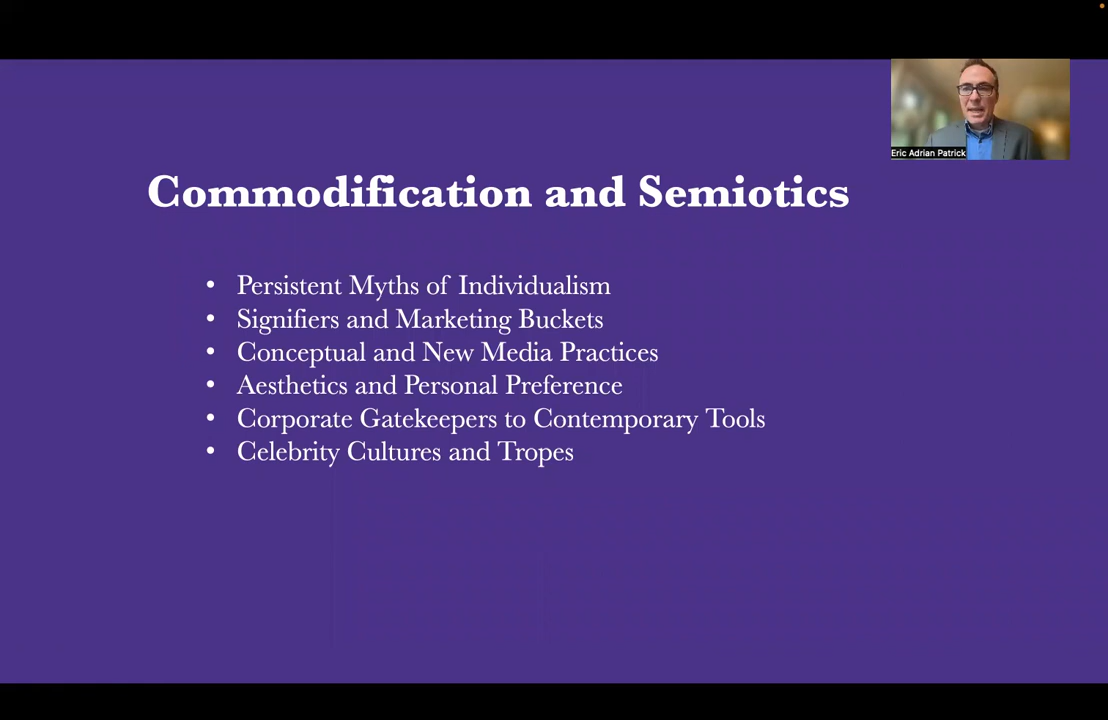 Eric Adrian Patrick
Commodification and Semiotics
• Persistent Myths of Individualism
• Signifiers and Marketing Buckets
• Conceptual and New Media Practices
• Aesthetics and Personal Preference
• Corporate Gatekeepers to Contemporary Tools
• Celebrity Cultures and Tropes